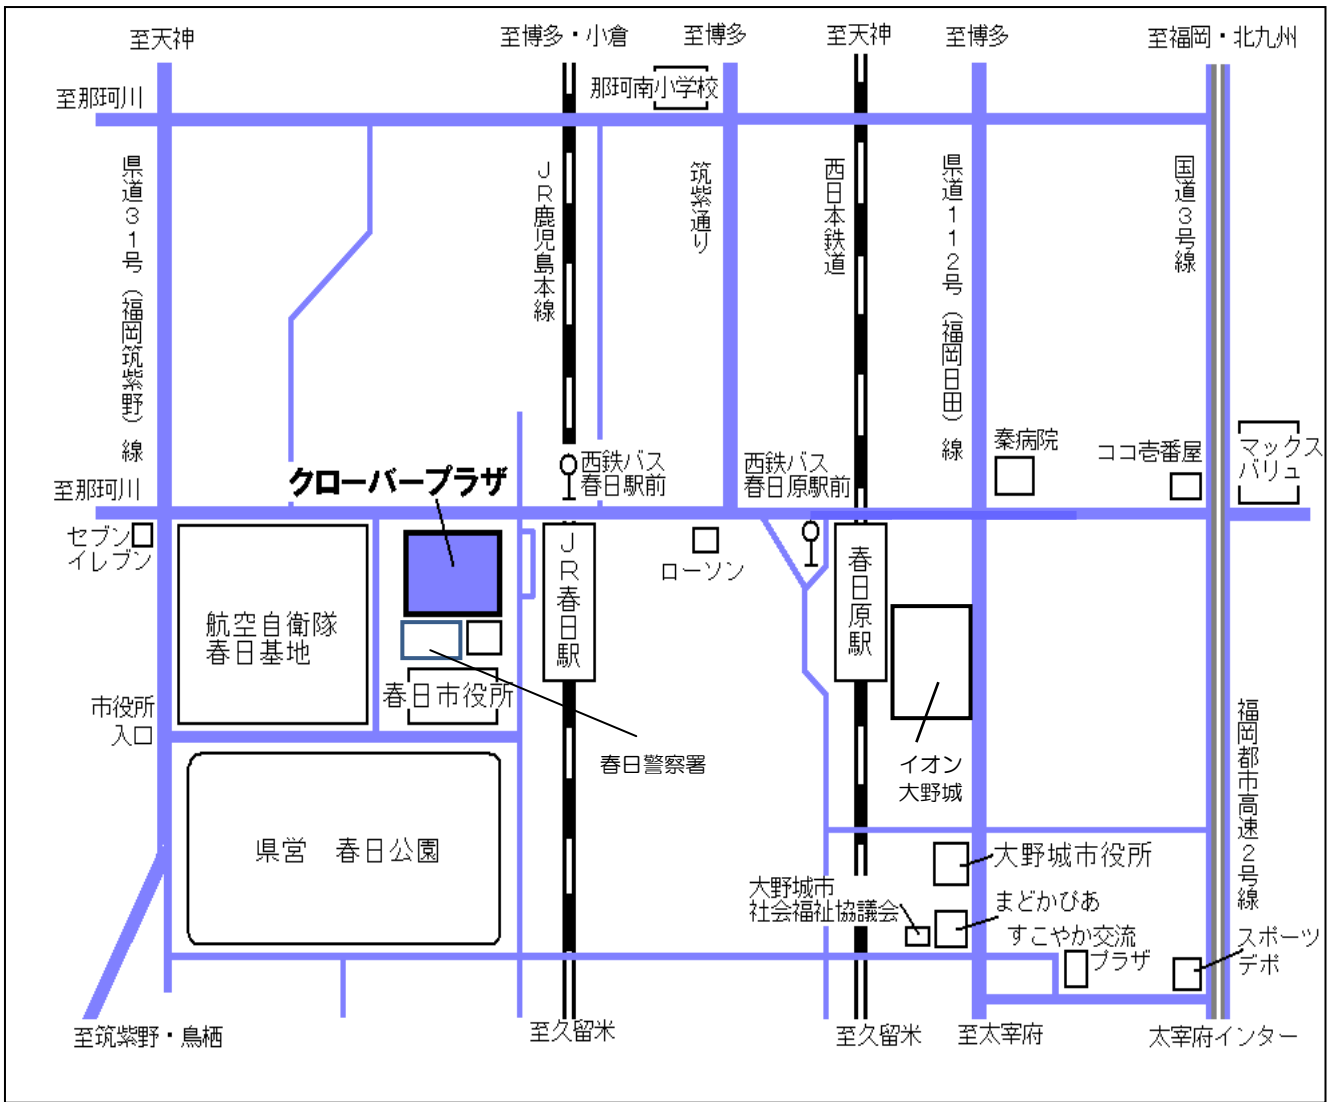 至天神
至博多・小倉
至博多
至天神
至博多
至福岡・北九州
至那珂川
那珂南小学校
県道31号（福岡筑紫野）線
JR鹿児島本線
筑紫通り
西日本鉄道
県道112号（福岡日田）線
国道3号線
至那珂川
クローバープラザ
西鉄バス
春日駅前
西鉄バス
春日原駅前
秦病院
ココ壱番屋
マックス
バリュ
セブン
イレブン
航空自衛隊
春日基地
JR春日駅
ローソン
春日原駅
春日市役所
市役所
入口
春日警察署
イオン
大野城
福岡都市高速2号線
県営　春日公園
大野城市役所
大野城市
社会福祉協議会
まどかぴあ
すこやか交流
プラザ
スポーツ
デポ
至筑紫野・鳥栖
至久留米
至久留米
至太宰府
太宰府インター